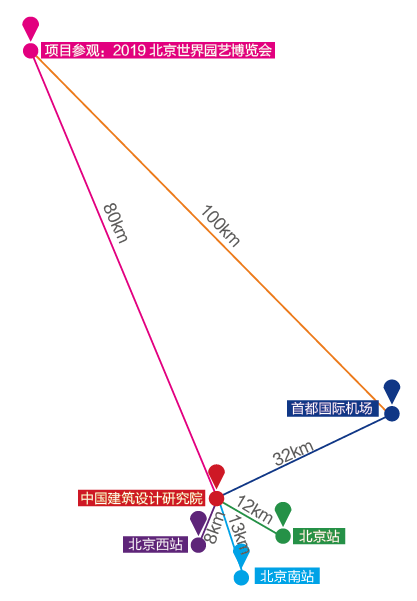 项目参观：2019 北京世界园艺博览会
80km
100km
首都国际机场
32km
中国建筑设计研究院
12km
8km
13km
北京站
北京西站
北京南站